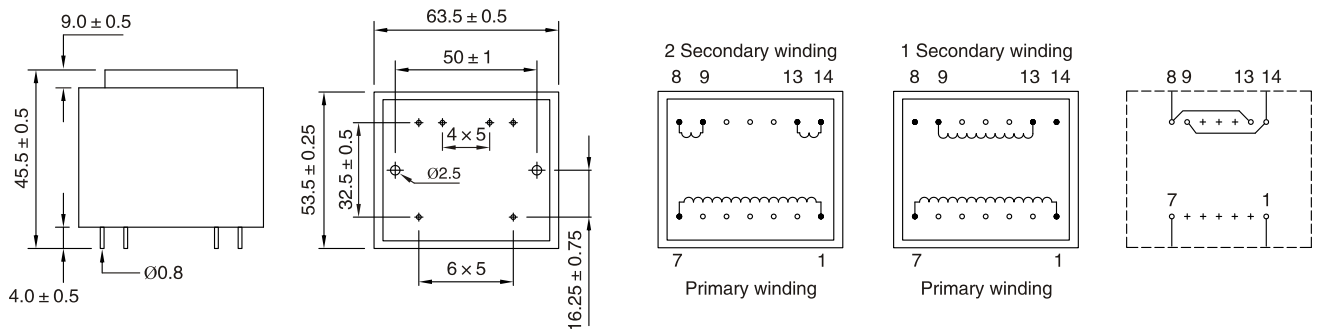 9.0 ± 0.5
45.5 ± 0.5
4.0 ± 0.5
Ø0.8
63.5 ± 0.5
50 ± 1
53.5 ± 0.25
32.5 ± 0.5
4 × 5
Ø2.5
6 × 5
16.25 ± 0.75
2 Secondary winding
8 9 13 14
7 1
Primary winding
1 Secondary winding
8 9 13 14
7 1
Primary winding
8 9 13 14
7 1